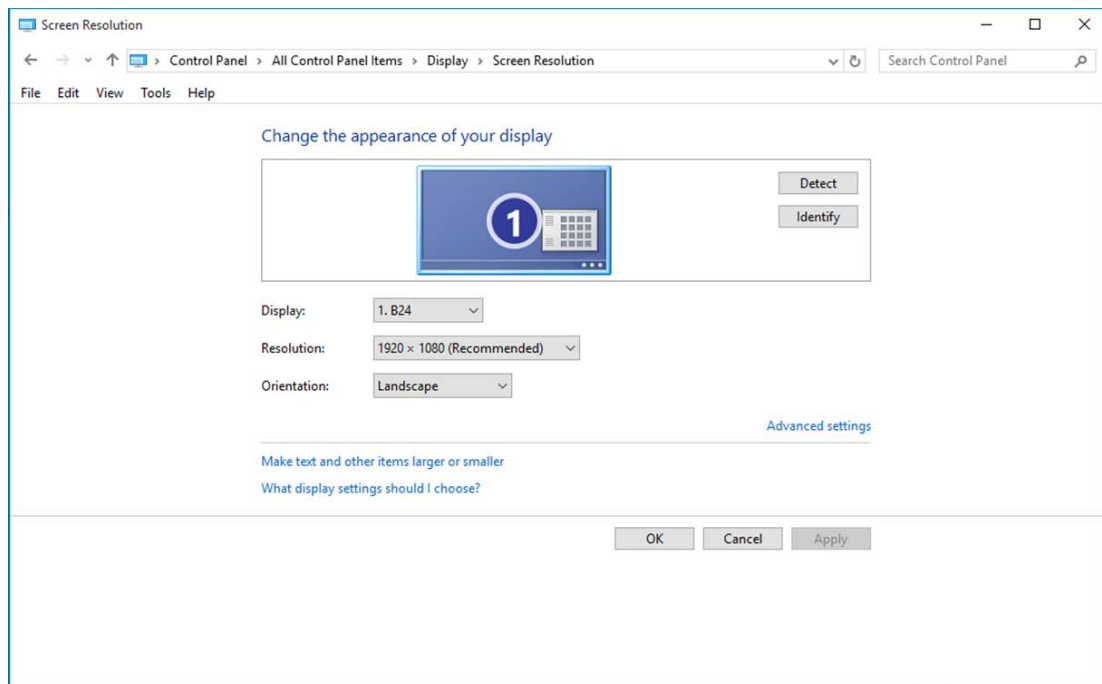 Screen Resolution
Control Panel > All Control Panel Items > Display > Screen Resolution
Search Control Panel
File Edit View Tools Help
Change the appearance of your display
1
Detect
Identify
Display: 1. B24
Resolution: 1920 × 1080 (Recommended)
Orientation: Landscape
Advanced settings
Make text and other items larger or smaller
What display settings should I choose?
OK Cancel Apply